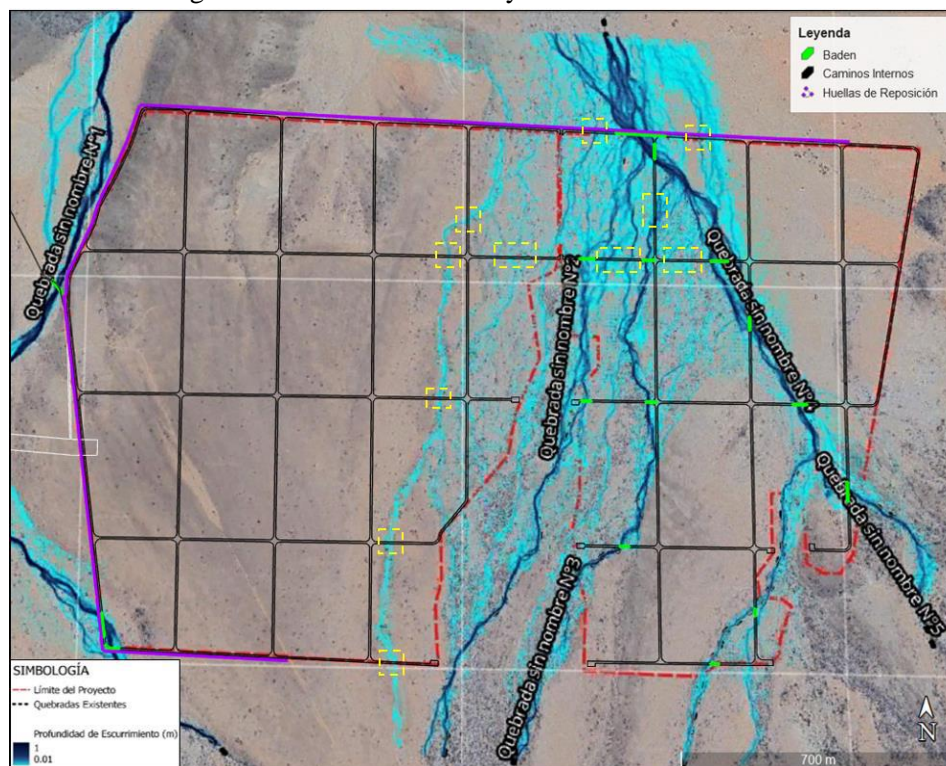 Leyenda
Baden
Caminos Internos
Huellas de Reposición
Quebrada sin nombre N°1
Quebrada sin nombre N°2
Quebrada sin nombre N°4
Quebrada sin nombre N°3
Quebrada sin nombre N°5
SIMBOLOGÍA
Límite del Proyecto
Quebradas Existentes
Profundidad de Escurrimiento (m)
1
0.01
N
700 m